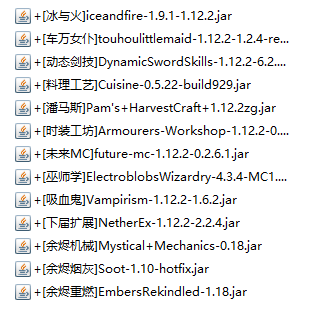 +[冰与火]iceandfire-1.9.1-1.12.2.jar
+[车万女仆]touhoulittlemaid-1.12.2-1.2.4-re...
+[动态剑技]DynamicSwordSkills-1.12.2-6.2....
+[料理工艺]Cuisine-0.5.22-build929.jar
+[潘马斯]Pam's+HarvestCraft+1.12.2zg.jar
+[时装工坊]Armourers-Workshop-1.12.2-0....
+[未来MC]future-mc-1.12.2-0.2.6.1.jar
+[巫师学]ElectroblobsWizardry-4.3.4-MC1....
+[吸血鬼]Vampirism-1.12.2-1.6.2.jar
+[下届扩展]NetherEx-1.12.2-2.2.4.jar
+[余烬机械]Mystical+Mechanics-0.18.jar
+[余烬烟灰]Soot-1.10-hotfix.jar
+[余烬重燃]EmbersRekindled-1.18.jar